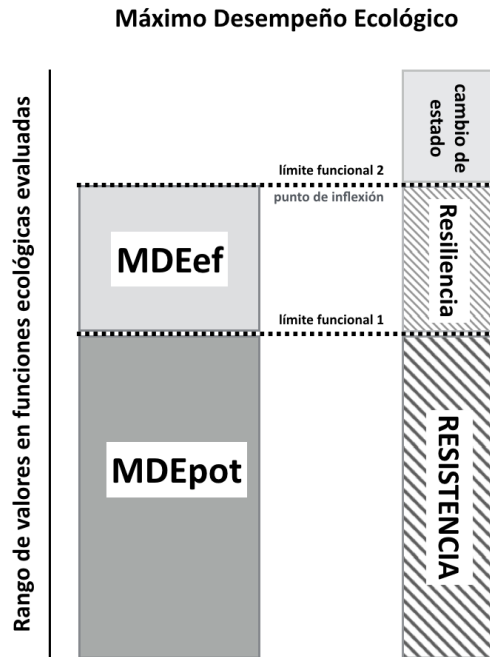 Máximo Desempeño Ecológico
Rango de valores en funciones ecológicas evaluadas
cambio de
estado
límite funcional 2
punto de inflexión
MDEef
Resiliencia
límite funcional 1
MDEpot
RESISTENCIA